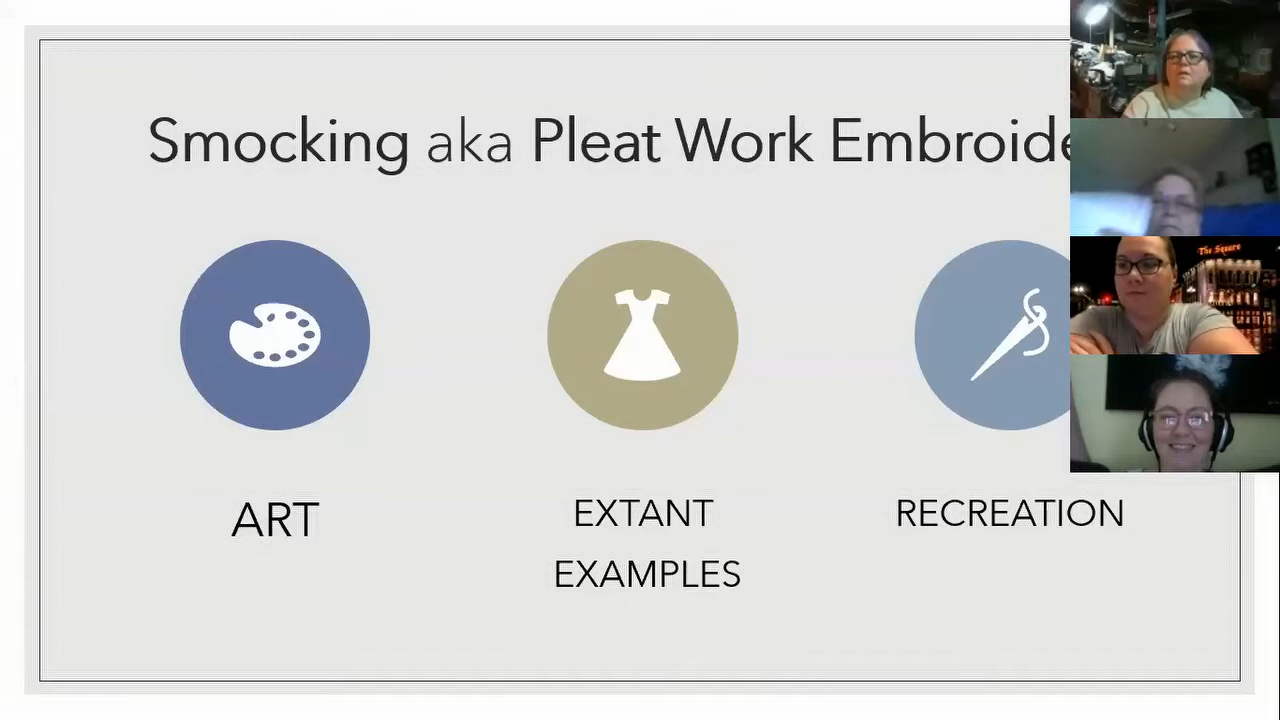 Smocking aka Pleat Work Embroide
The Square
ART
EXTANT
EXAMPLES
RECREATION